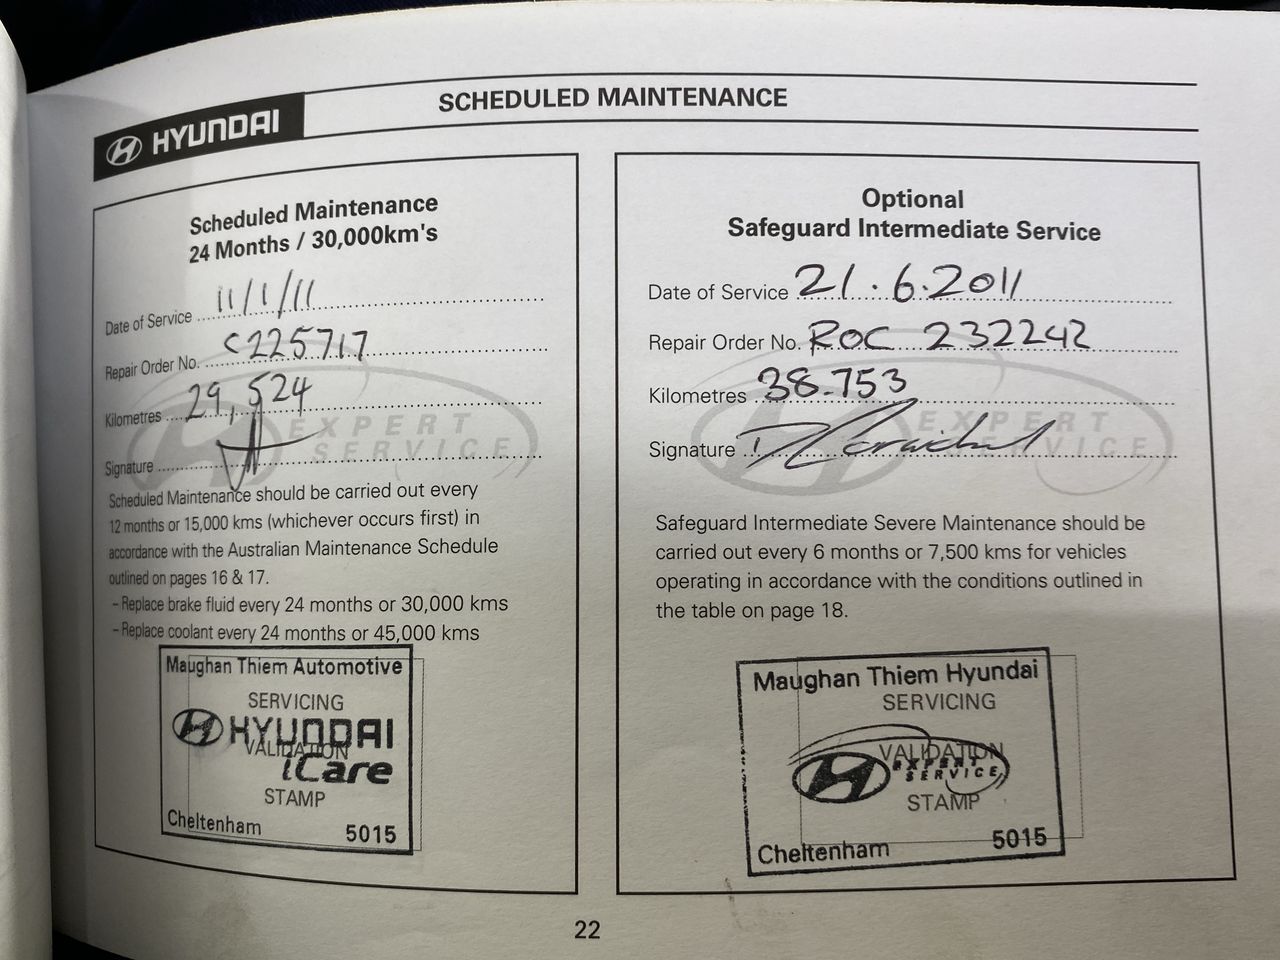 HYUNDAI
SCHEDULED MAINTENANCE
Scheduled Maintenance
24 Months / 30,000km's
Date of Service 11/1/11
Repair Order No. C225717
Kilometres 29,524
Signature
EXPERT
SERVICE
Scheduled Maintenance should be carried out every
12 months or 15,000 kms (whichever occurs first) in
accordance with the Australian Maintenance Schedule
outlined on pages 16 & 17.
– Replace brake fluid every 24 months or 30,000 kms
– Replace coolant every 24 months or 45,000 kms
Maughan Thiem Automotive
SERVICING
HYUNDAI
VALIDATION
iCare
STAMP
Cheltenham 5015
Optional
Safeguard Intermediate Service
Date of Service 21.6.2011
Repair Order No. ROC 232242
Kilometres 38.753
Signature
EXPERT
SERVICE
Safeguard Intermediate Severe Maintenance should be
carried out every 6 months or 7,500 kms for vehicles
operating in accordance with the conditions outlined in
the table on page 18.
Maughan Thiem Hyundai
SERVICING
VALIDATION
EXPERT
SERVICE
STAMP
Cheltenham 5015
22